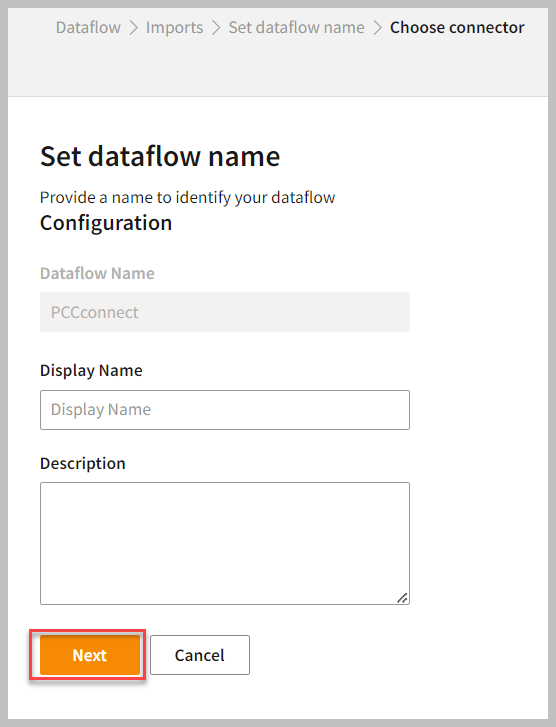 Dataflow > Imports > Set dataflow name > Choose connector
Set dataflow name
Provide a name to identify your dataflow
Configuration
Dataflow Name
PCCconnect
Display Name
Display Name
Description
Next
Cancel